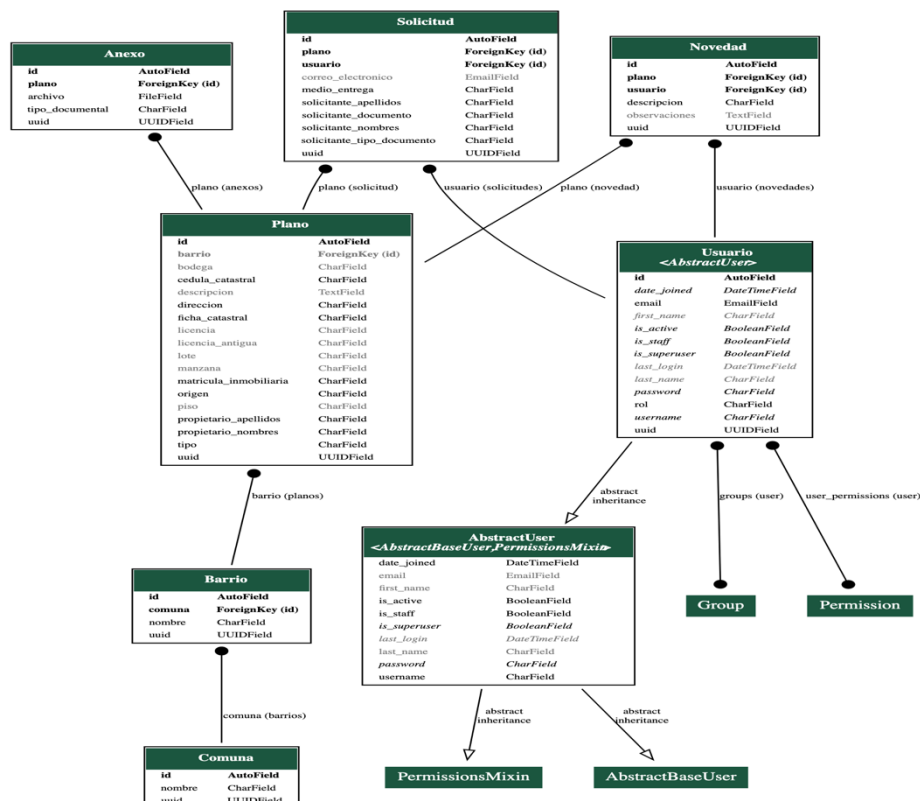 Solicitud
id AutoField
plano ForeignKey (id)
usuario ForeignKey (id)
correo_electronico EmailField
medio_entrega CharField
solicitante_apellidos CharField
solicitante_documento CharField
solicitante_nombres CharField
solicitante_tipo_documento CharField
uuid UUIDField
Anexo
id AutoField
plano ForeignKey (id)
archivo FileField
tipo_documental CharField
uuid UUIDField
Novedad
id AutoField
plano ForeignKey (id)
usuario ForeignKey (id)
descripcion CharField
observaciones TextField
uuid UUIDField
plano (anexos)
plano (solicitud)
usuario (solicitudes)
plano (novedad)
usuario (novedades)
Plano
id AutoField
barrio ForeignKey (id)
bodega CharField
cedula_catastral CharField
descripcion TextField
direccion CharField
ficha_catastral CharField
licencia CharField
licencia_antigua CharField
lote CharField
manzana CharField
matricula_inmobiliaria CharField
origen CharField
piso CharField
propietario_apellidos CharField
propietario_nombres CharField
tipo CharField
uuid UUIDField
Usuario
<AbstractUser>
id AutoField
date_joined DateTimeField
email EmailField
first_name CharField
is_active BooleanField
is_staff BooleanField
is_superuser BooleanField
last_login DateTimeField
last_name CharField
password CharField
rol CharField
username CharField
uuid UUIDField
barrio (planos)
abstract
inheritance
groups (user)
user_permissions (user)
AbstractUser
<AbstractBaseUser,PermissionsMixin>
date_joined DateTimeField
email EmailField
first_name CharField
is_active BooleanField
is_staff BooleanField
is_superuser BooleanField
last_login DateTimeField
last_name CharField
password CharField
username CharField
Barrio
id AutoField
comuna ForeignKey (id)
nombre CharField
uuid UUIDField
Group
Permission
comuna (barrios)
abstract
inheritance
abstract
inheritance
Comuna
id AutoField
nombre CharField
uuid UUIDField
PermissionsMixin
AbstractBaseUser